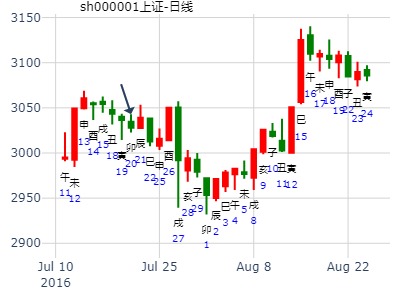 sh000001上证-日线
3150
3100
3050
3000
2950
2900
午 11
未 12
申 13
酉 14
戌 15
丑 18
寅 19
卯 20
辰 21
巳 22
申 25
酉 26
戌 27
亥 28
子 29
卯 1
辰 2
巳 3
午 4
未 5
戌 8
亥 9
子 10
丑 11
寅 12
巳 15
午 16
未 17
申 18
酉 19
子 22
丑 23
寅 24
Jul 10 Jul 25 Aug 8 Aug 22
2016